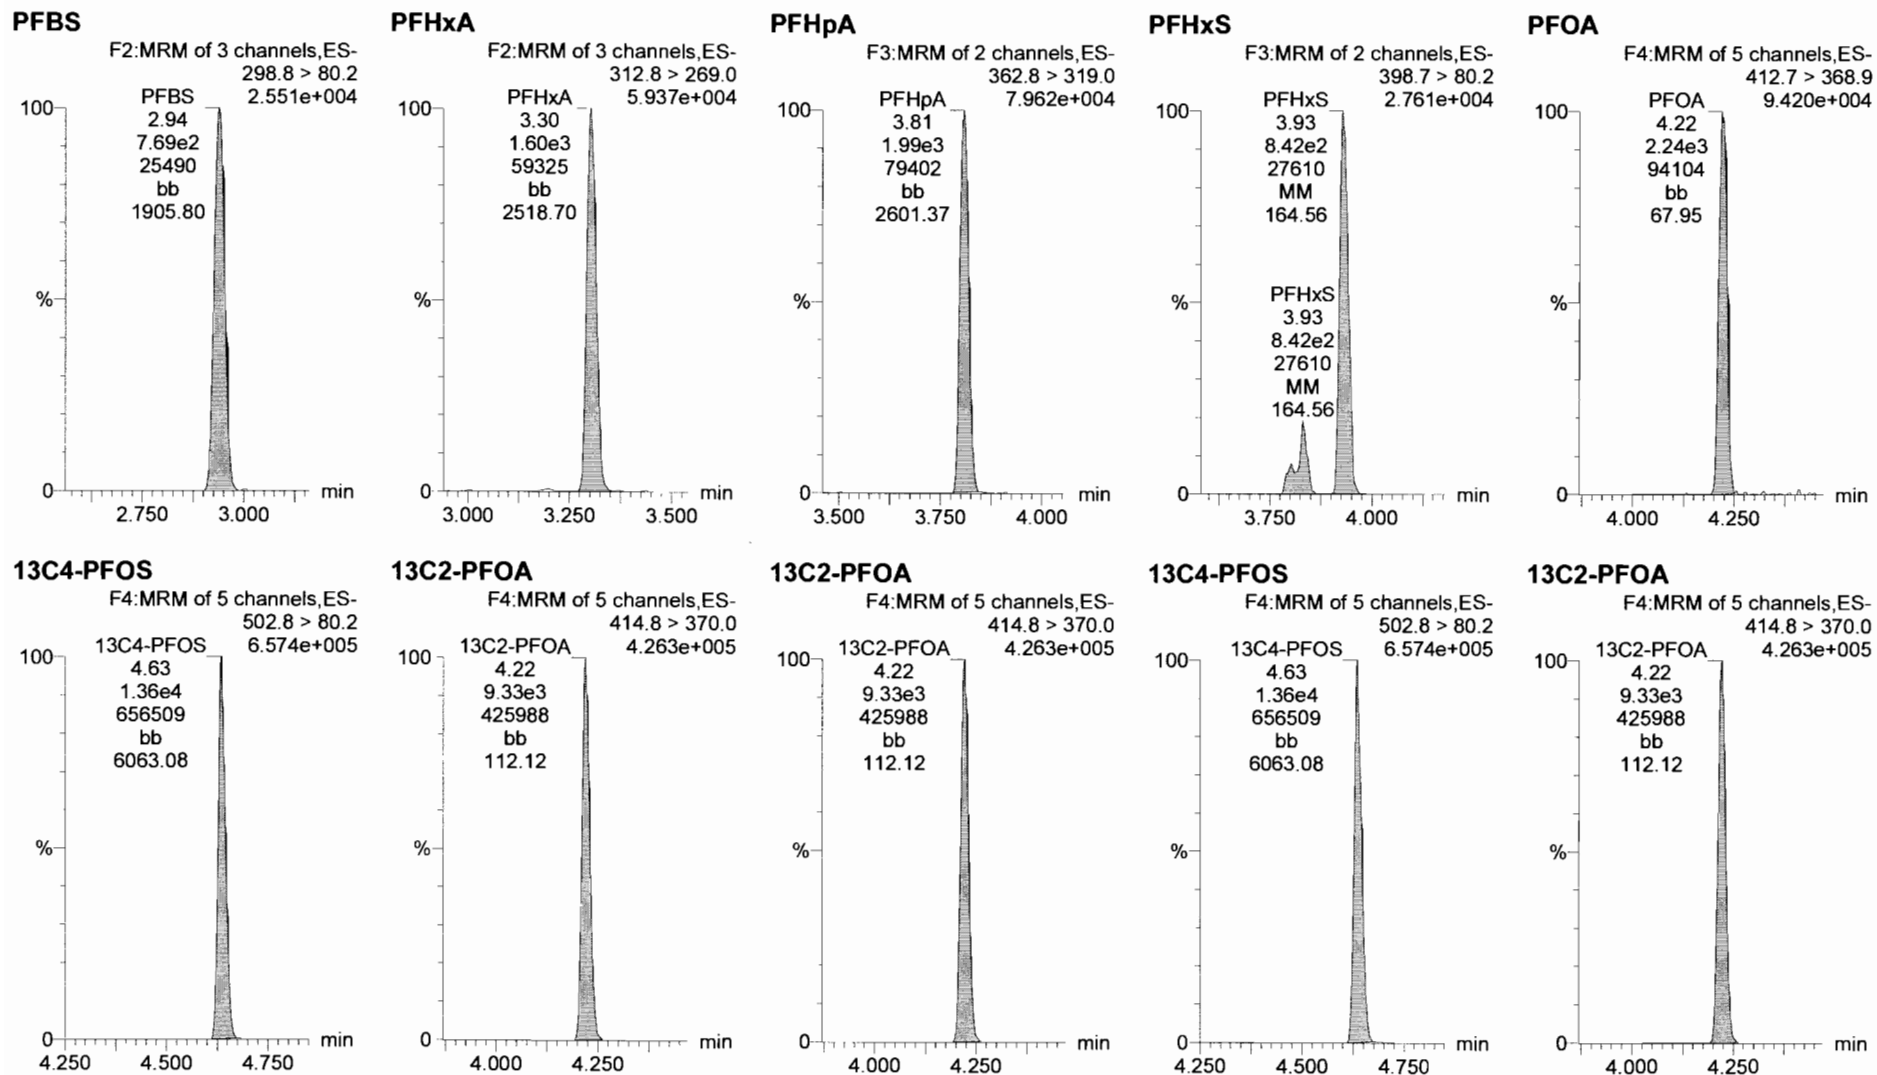 PFBS
F2:MRM of 3 channels,ES-
298.8 > 80.2
2.551e+004
PFBS
2.94
7.69e2
25490
bb
1905.80
100
%
0
2.750
3.000
min
PFHxA
F2:MRM of 3 channels,ES-
312.8 > 269.0
5.937e+004
PFHxA
3.30
1.60e3
59325
bb
2518.70
100
%
0
3.000
3.250
3.500
min
PFHpA
F3:MRM of 2 channels,ES-
362.8 > 319.0
7.962e+004
PFHpA
3.81
1.99e3
79402
bb
2601.37
100
%
0
3.500
3.750
4.000
min
PFHxS
F3:MRM of 2 channels,ES-
398.7 > 80.2
2.761e+004
PFHxS
3.93
8.42e2
27610
MM
164.56
PFHxS
3.93
8.42e2
27610
MM
164.56
100
%
0
3.750
4.000
min
PFOA
F4:MRM of 5 channels,ES-
412.7 > 368.9
9.420e+004
PFOA
4.22
2.24e3
94104
bb
67.95
100
%
0
4.000
4.250
min
13C4-PFOS
F4:MRM of 5 channels,ES-
502.8 > 80.2
6.574e+005
13C4-PFOS
4.63
1.36e4
656509
bb
6063.08
100
%
0
4.250
4.500
4.750
min
13C2-PFOA
F4:MRM of 5 channels,ES-
414.8 > 370.0
4.263e+005
13C2-PFOA
4.22
9.33e3
425988
bb
112.12
100
%
0
4.000
4.250
min
13C2-PFOA
F4:MRM of 5 channels,ES-
414.8 > 370.0
4.263e+005
13C2-PFOA
4.22
9.33e3
425988
bb
112.12
100
%
0
4.000
4.250
min
13C4-PFOS
F4:MRM of 5 channels,ES-
502.8 > 80.2
6.574e+005
13C4-PFOS
4.63
1.36e4
656509
bb
6063.08
100
%
0
4.250
4.500
4.750
min
13C2-PFOA
F4:MRM of 5 channels,ES-
414.8 > 370.0
4.263e+005
13C2-PFOA
4.22
9.33e3
425988
bb
112.12
100
%
0
4.000
4.250
min